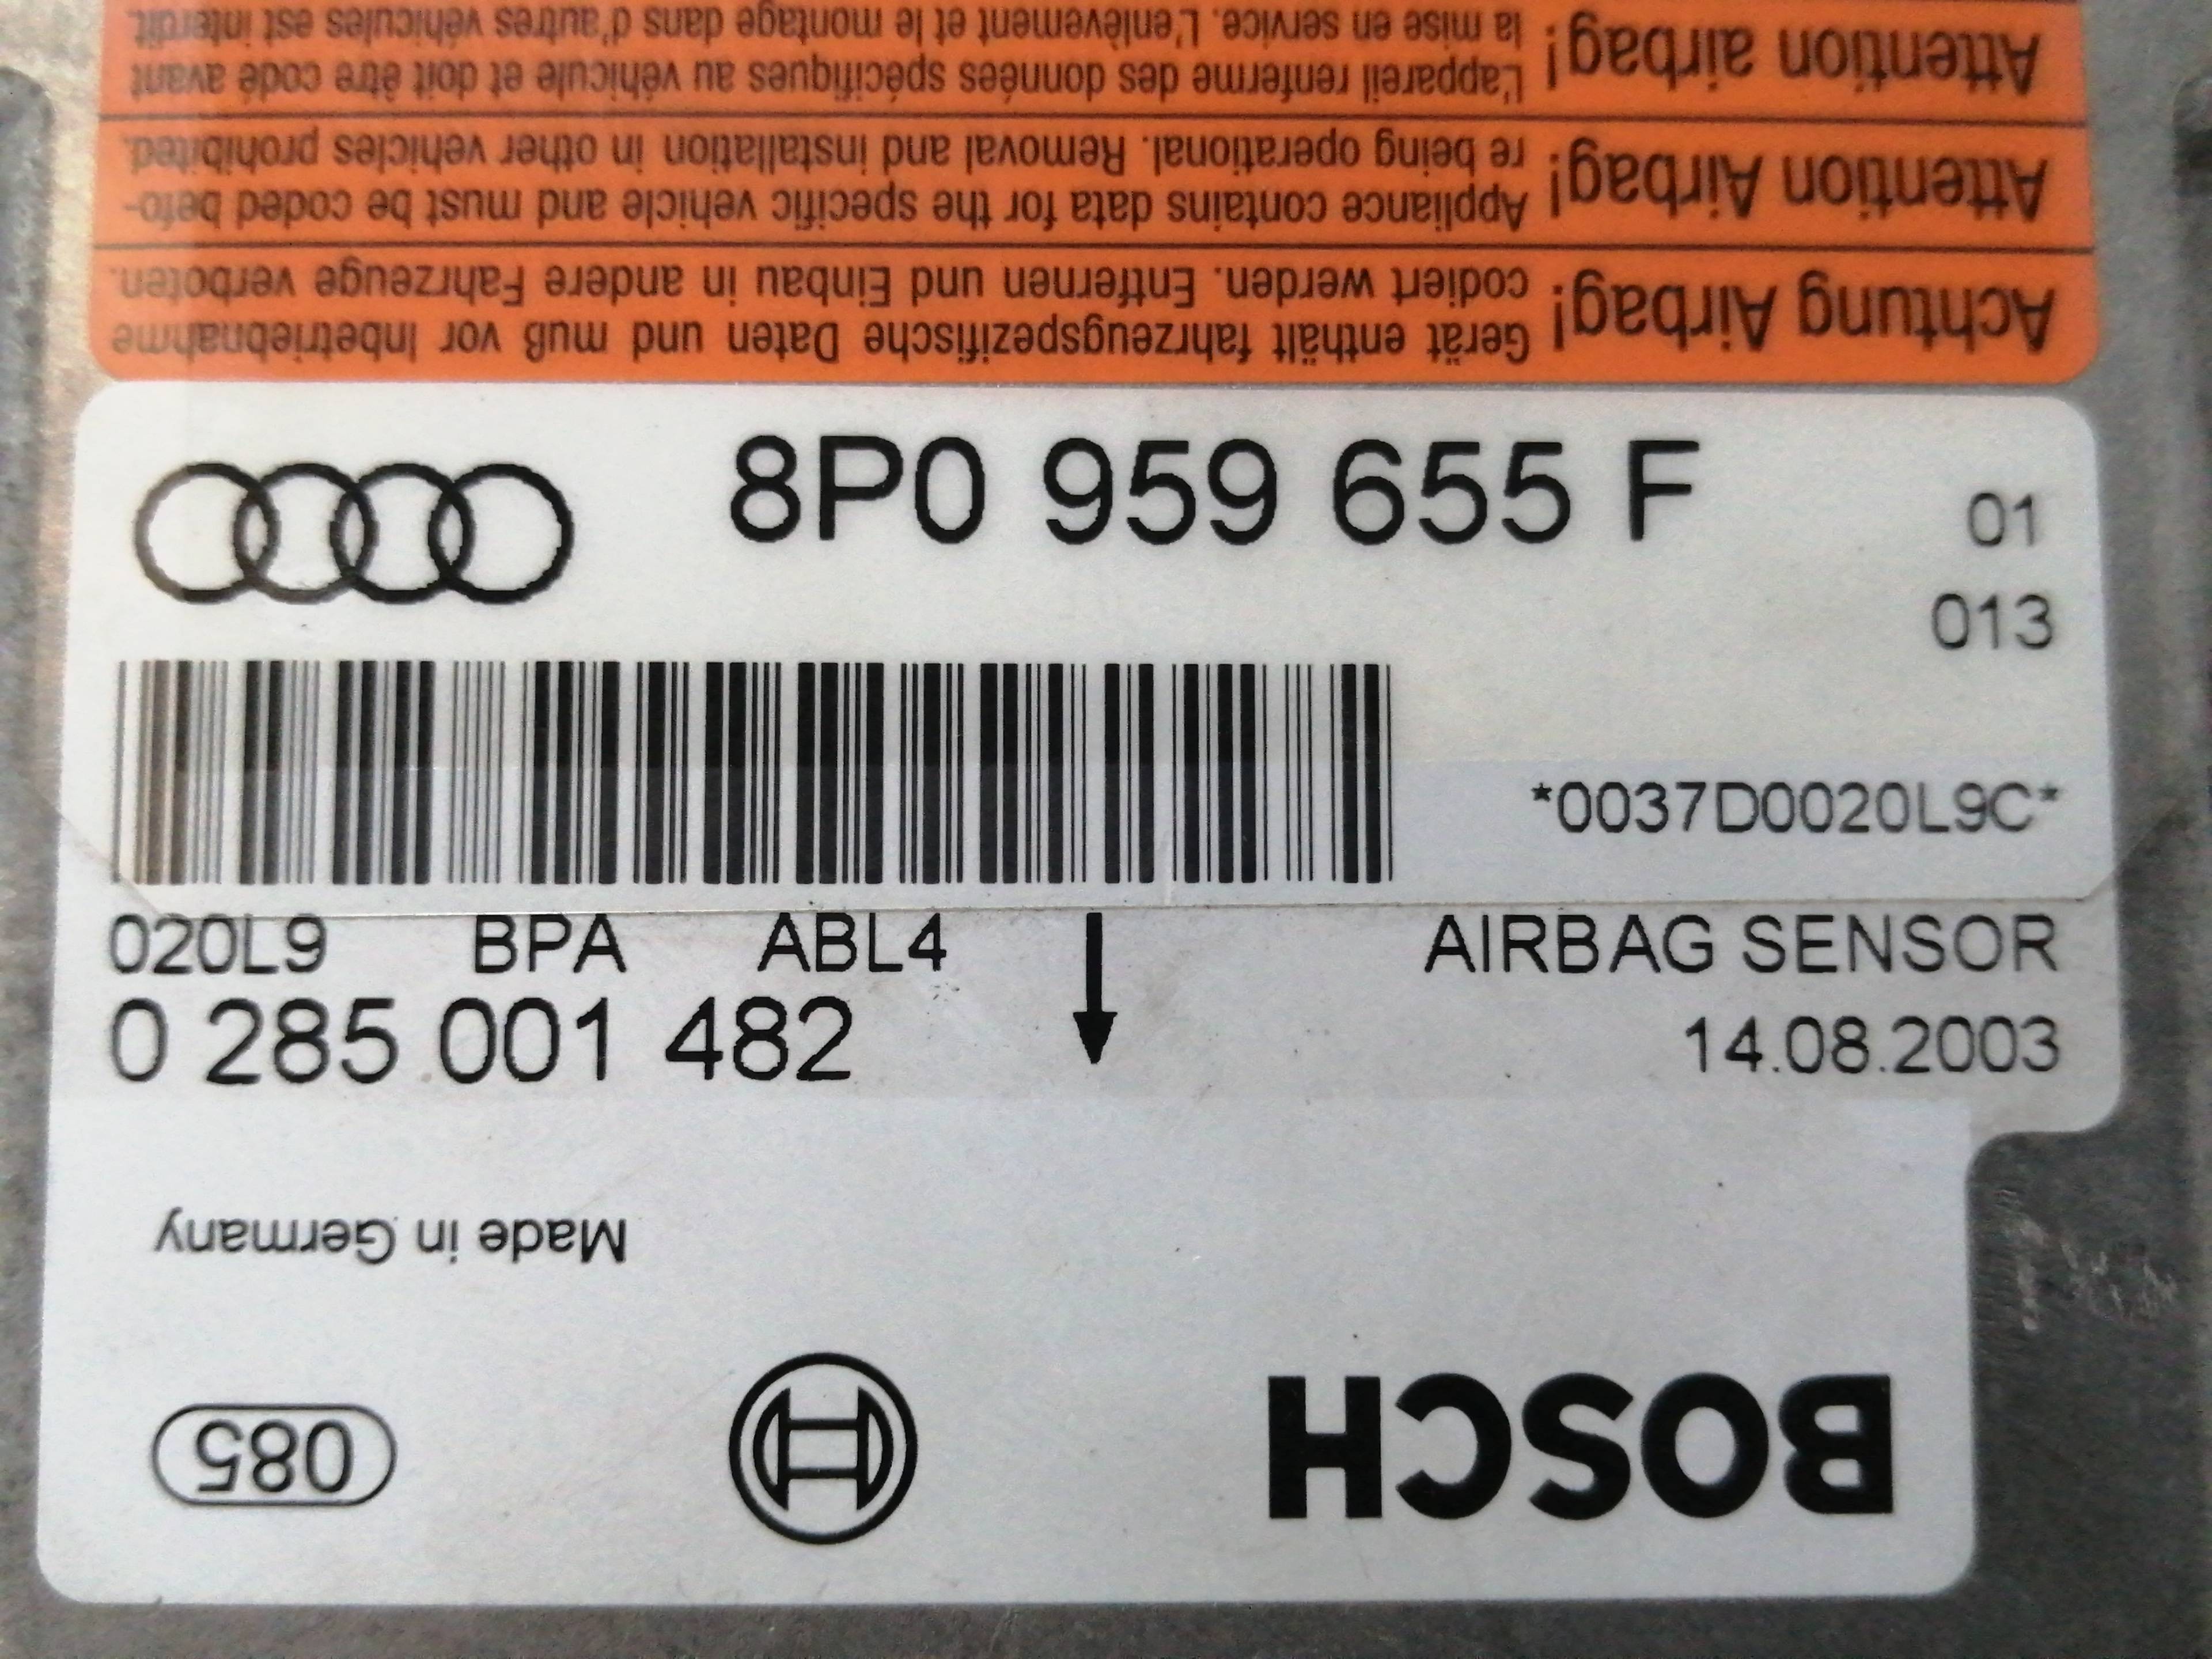 Achtung Airbag!
Gerät enthält fahrzeugspezifische Daten und muß vor Inbetriebnahme
codiert werden. Entfernen und Einbau in andere Fahrzeuge verboten.
Attention Airbag!
Appliance contains data for the specific vehicle and must be coded befo-
re being operational. Removal and installation in other vehicles prohibited.
Attention airbag!
L'appareil renferme des données spécifiques au véhicule et doit être codé avant
la mise en service. L'enlèvement et le montage dans d'autres véhicules est interdit.
8P0 959 655 F
01
013
*0037D0020L9C*
020L9 BPA ABL4 AIRBAG SENSOR
0 285 001 482 14.08.2003
Made in Germany
BOSCH
085